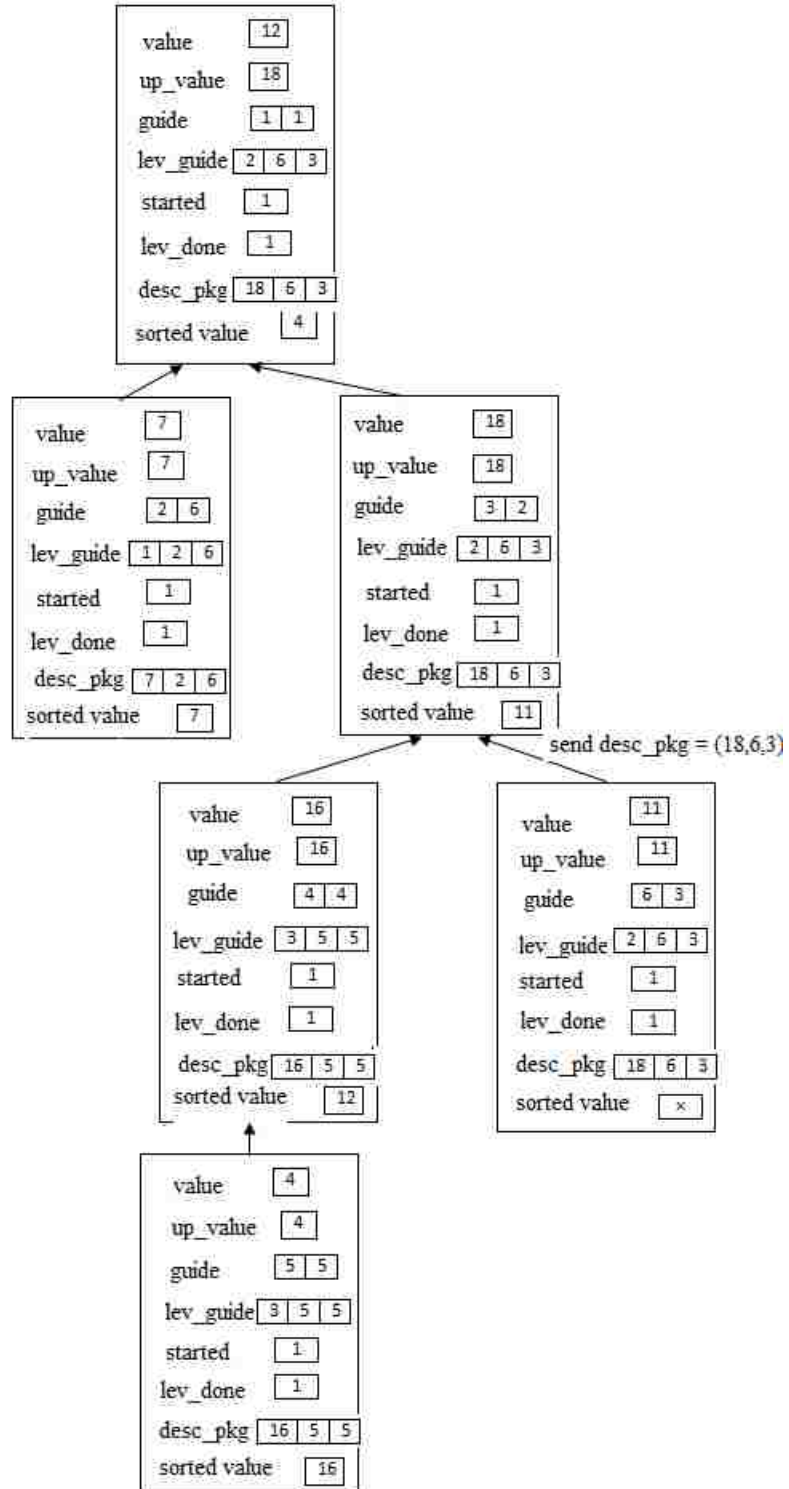 value 12
up_value 18
guide 1 1
lev_guide 2 6 3
started 1
lev_done 1
desc_pkg 18 6 3
sorted value 4
value 7
up_value 7
guide 2 6
lev_guide 1 2 6
started 1
lev_done 1
desc_pkg 7 2 6
sorted value 7
value 18
up_value 18
guide 3 2
lev_guide 2 6 3
started 1
lev_done 1
desc_pkg 18 6 3
sorted value 11
send desc_pkg = (18,6,3)
value 16
up_value 16
guide 4 4
lev_guide 3 5 5
started 1
lev_done 1
desc_pkg 16 5 5
sorted value 12
value 11
up_value 11
guide 6 3
lev_guide 2 6 3
started 1
lev_done 1
desc_pkg 18 6 3
sorted value ×
value 4
up_value 4
guide 5 5
lev_guide 3 5 5
started 1
lev_done 1
desc_pkg 16 5 5
sorted value 16